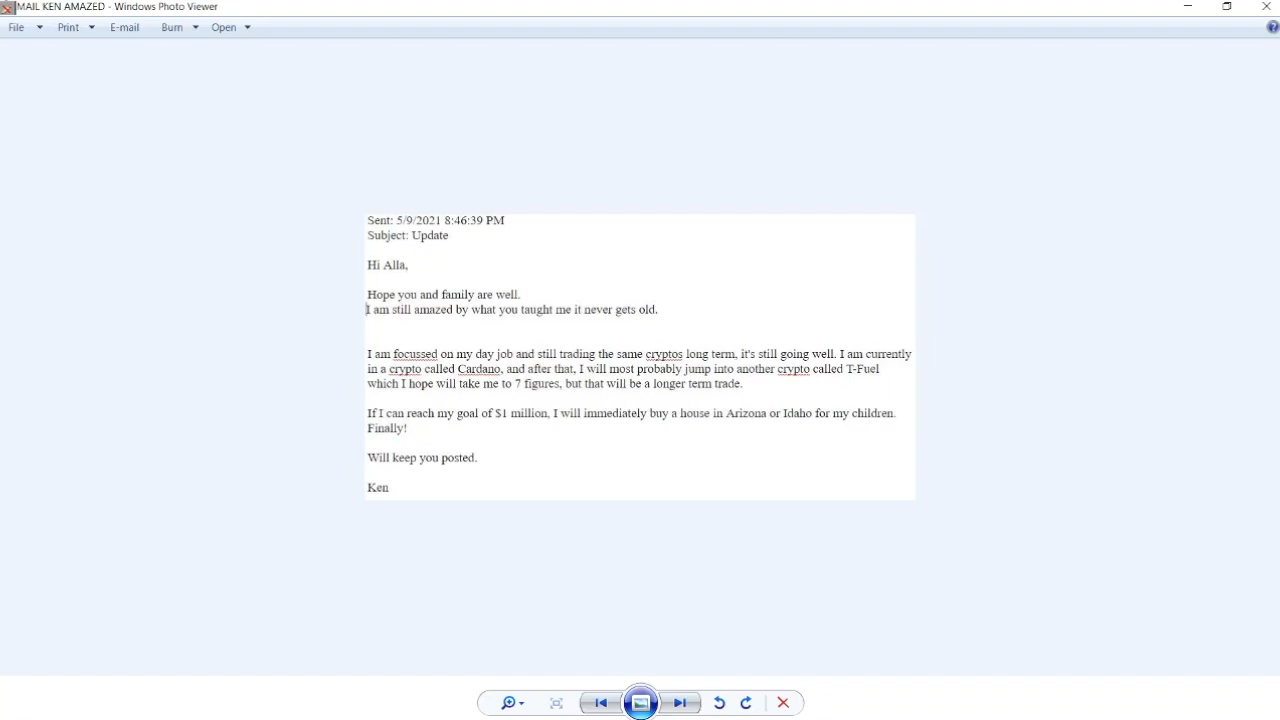 MAIL KEN AMAZED - Windows Photo Viewer
File Print E-mail Burn Open
Sent: 5/9/2021 8:46:39 PM
Subject: Update
Hi Alla,
Hope you and family are well.
I am still amazed by what you taught me it never gets old.
I am focussed on my day job and still trading the same cryptos long term, it's still going well. I am currently
in a crypto called Cardano, and after that, I will most probably jump into another crypto called T-Fuel
which I hope will take me to 7 figures, but that will be a longer term trade.
If I can reach my goal of $1 million, I will immediately buy a house in Arizona or Idaho for my children.
Finally!
Will keep you posted.
Ken